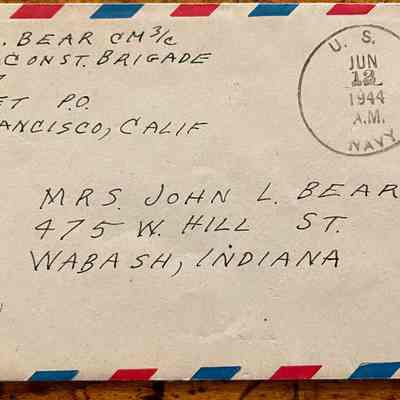 . BEAR CM 3/C
CONST. BRIGADE
ET P.O.
ANCISCO, CALIF
U. S.
JUN
12
1944
A.M.
NAVY
MRS. JOHN L. BEAR
475 W. HILL ST.
WABASH, INDIANA